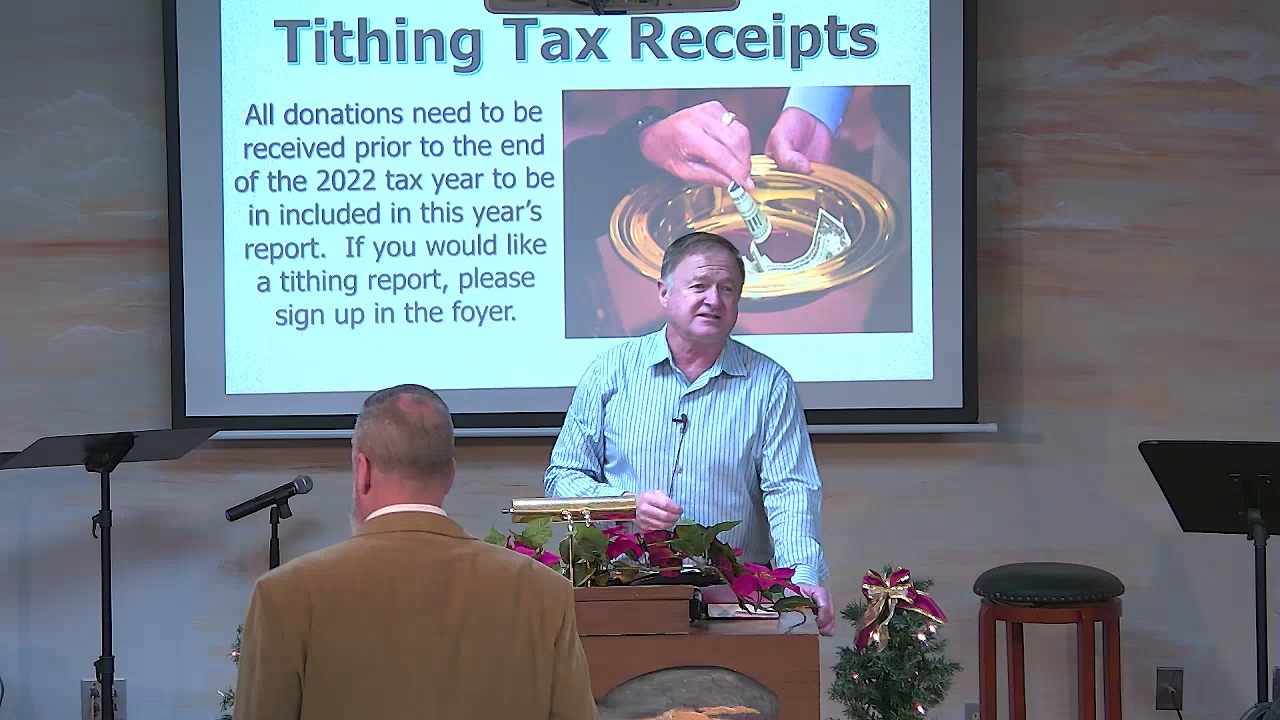 Tithing Tax Receipts
All donations need to be
received prior to the end
of the 2022 tax year to be
in included in this year's
report. If you would like
a tithing report, please
sign up in the foyer.